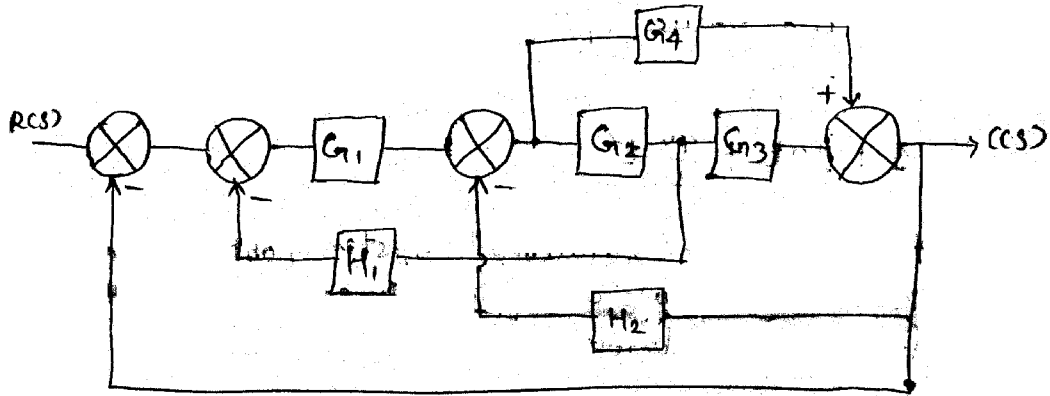 G4
+
R(S)
G1
G2
G3
C(S)
-
-
-
H1
H2